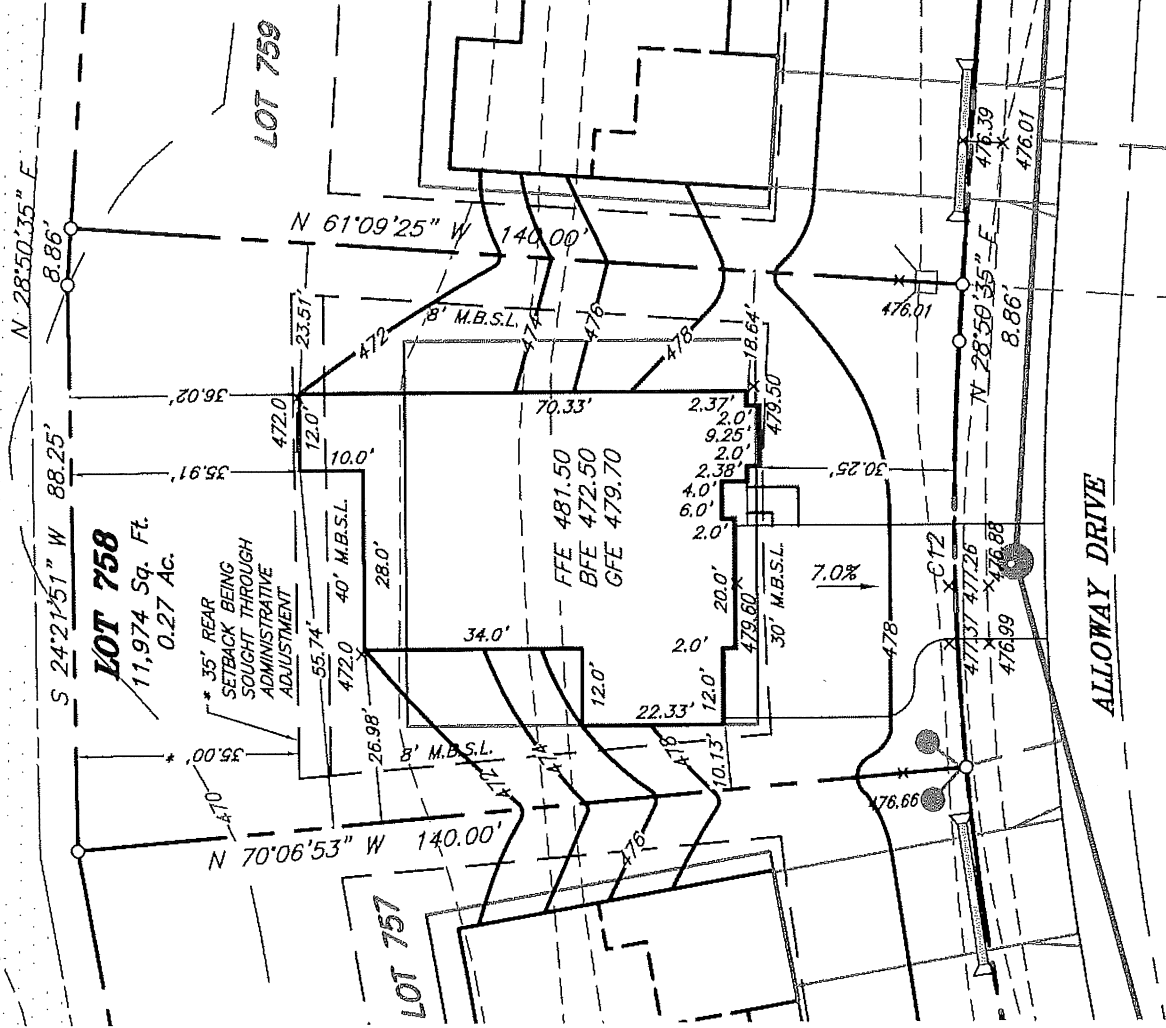 LOT 759
N 28°50'35" E
8.86'
N 61°09'25" W 140.00'
476.39
476.01
476.01
N 28°50'35" E
8.86'
23.51'
8' M.B.S.L.
472
474
476
478
18.64'
36.02'
472.0
12.0'
70.33'
2.37'
2.0'
9.25'
2.0'
2.38'
479.50
35.91'
10.0'
30.25'
4.0'
6.0'
2.0'
FFE 481.50
BFE 472.50
GFE 479.70
S 24°21'51" W 88.25'
LOT 758
11,974 Sq. Ft.
0.27 Ac.
* 35' REAR
SETBACK BEING
SOUGHT THROUGH
ADMINISTRATIVE
ADJUSTMENT
40' M.B.S.L.
28.0'
55.74'
472.0
34.0'
12.0'
20.0'
479.60
30' M.B.S.L.
7.0%
2.0'
12.0'
22.33'
478
C12
477.26
476.88
477.37
476.99
ALLOWAY DRIVE
35.00' *
26.98'
8' M.B.S.L.
472
474
476
478
10.13'
470
476.66
N 70°06'53" W 140.00'
LOT 757